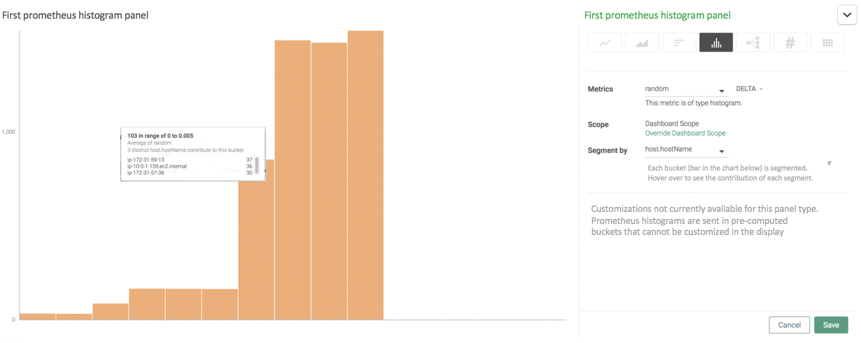 First prometheus histogram panel
1,000
103 in range of 0 to 0.005
Average of random
3 distinct host.hostName contribute to this bucket
ip-172-31-59-13 37
ip-10-0-1-159.ec2.internal 36
ip-172-31-57-36 30
0
First prometheus histogram panel
#
Metrics random DELTA
This metric is of type histogram.
Scope Dashboard Scope
Override Dashboard Scope
Segment by host.hostName
Each bucket (bar in the chart below) is segmented.
Hover over to see the contribution of each segment.
Customizations not currently available for this panel type.
Prometheus histograms are sent in pre-computed
buckets that cannot be customized in the display
Cancel Save